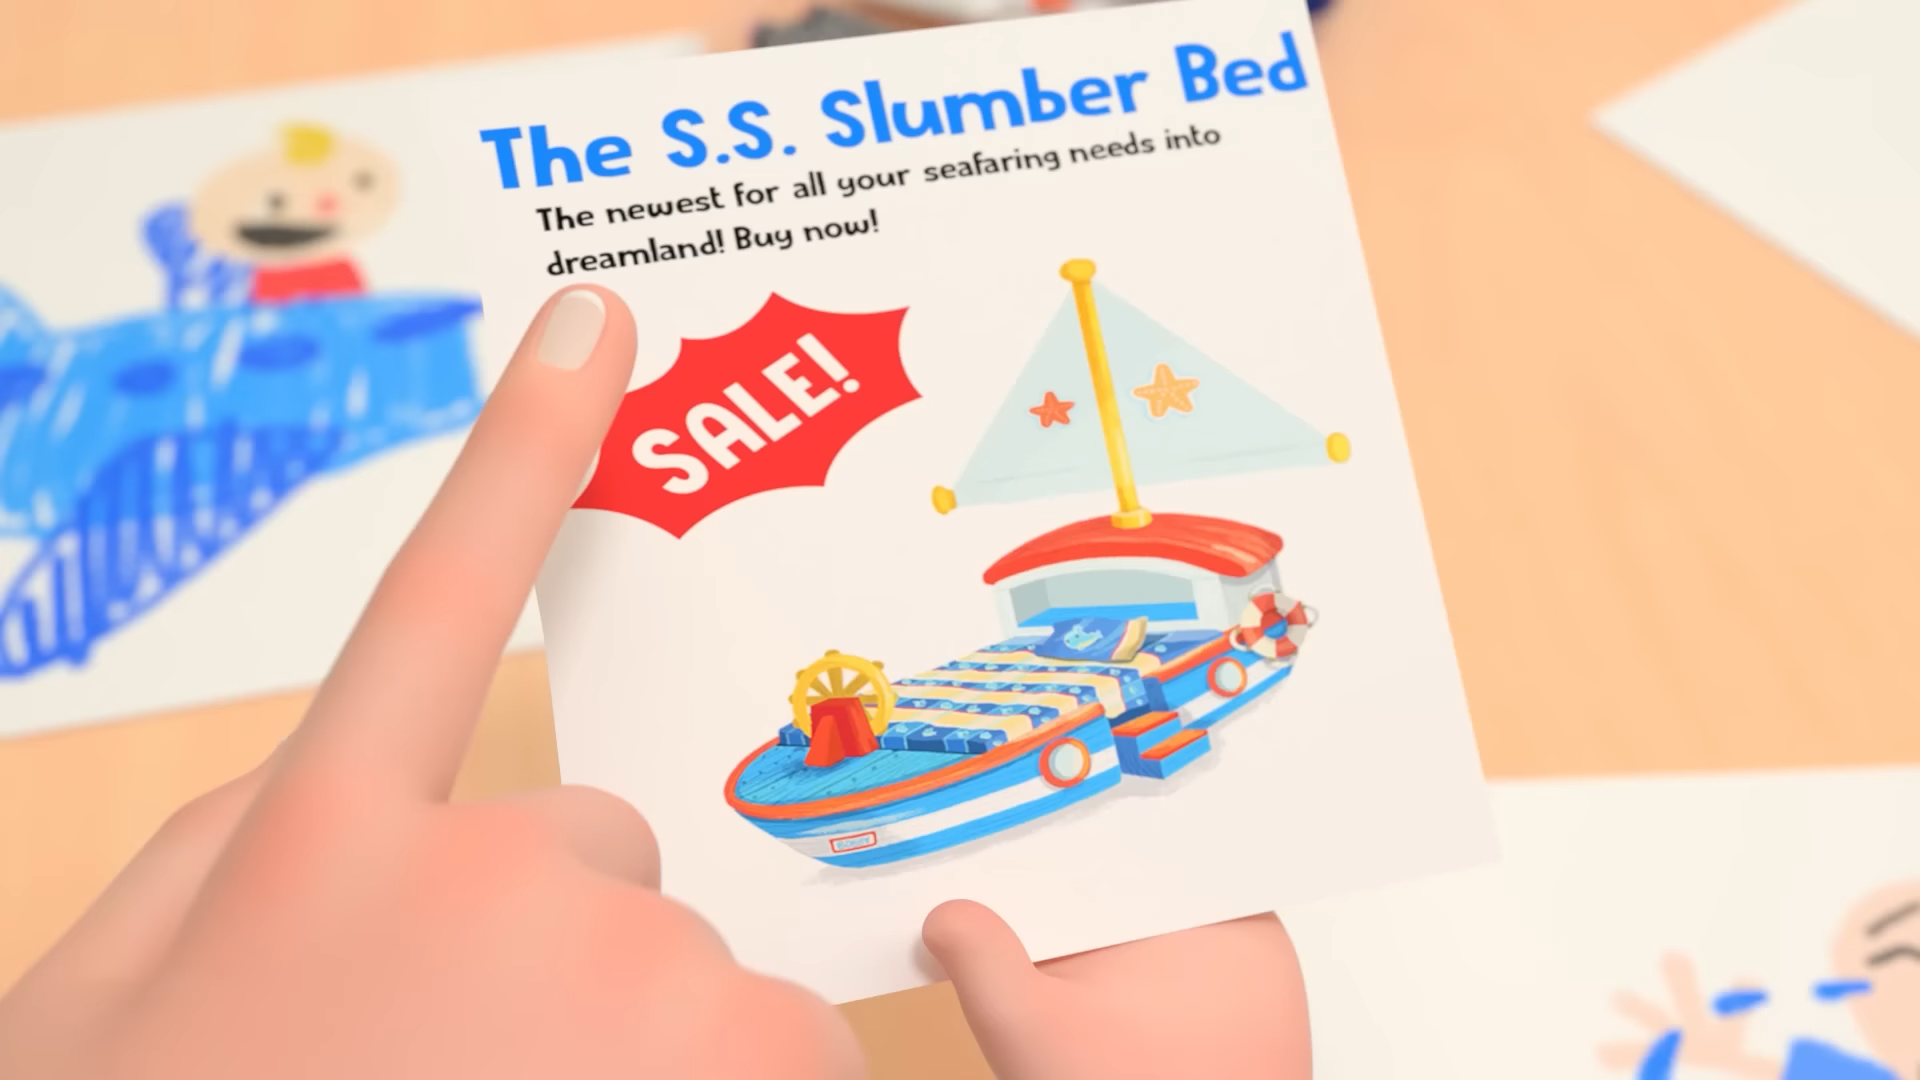 The S.S. Slumber Bed
The newest for all your seafaring needs into
dreamland! Buy now!
SALE!